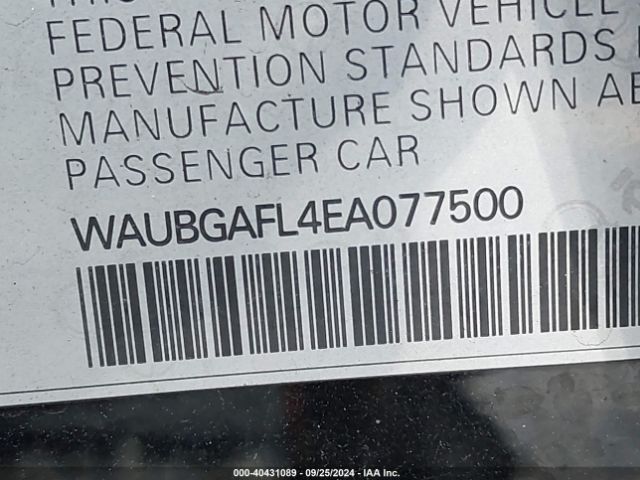 FEDERAL MOTOR VEHICLE
PREVENTION STANDARDS
MANUFACTURE SHOWN
PASSENGER CAR
WAUBGAFL4EA077500
000-40431089 - 09/25/2024 - IAA Inc.